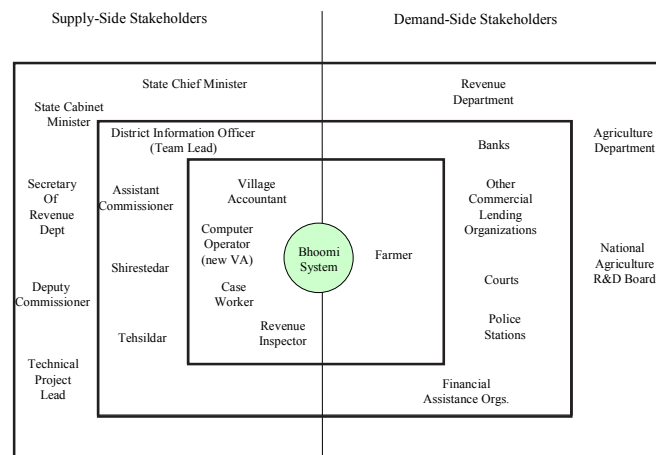 Supply-Side Stakeholders
Demand-Side Stakeholders
State Chief Minister
Revenue
Department
State Cabinet
Minister
District Information Officer
(Team Lead)
Banks
Agriculture
Department
Secretary
Of
Revenue
Dept
Assistant
Commissioner
Village
Accountant
Other
Commercial
Lending
Organizations
Computer
Operator
(new VA)
Bhoomi
System
Farmer
National
Agriculture
R&D Board
Shirestedar
Courts
Deputy
Commissioner
Case
Worker
Police
Stations
Tehsildar
Revenue
Inspector
Technical
Project
Lead
Financial
Assistance Orgs.